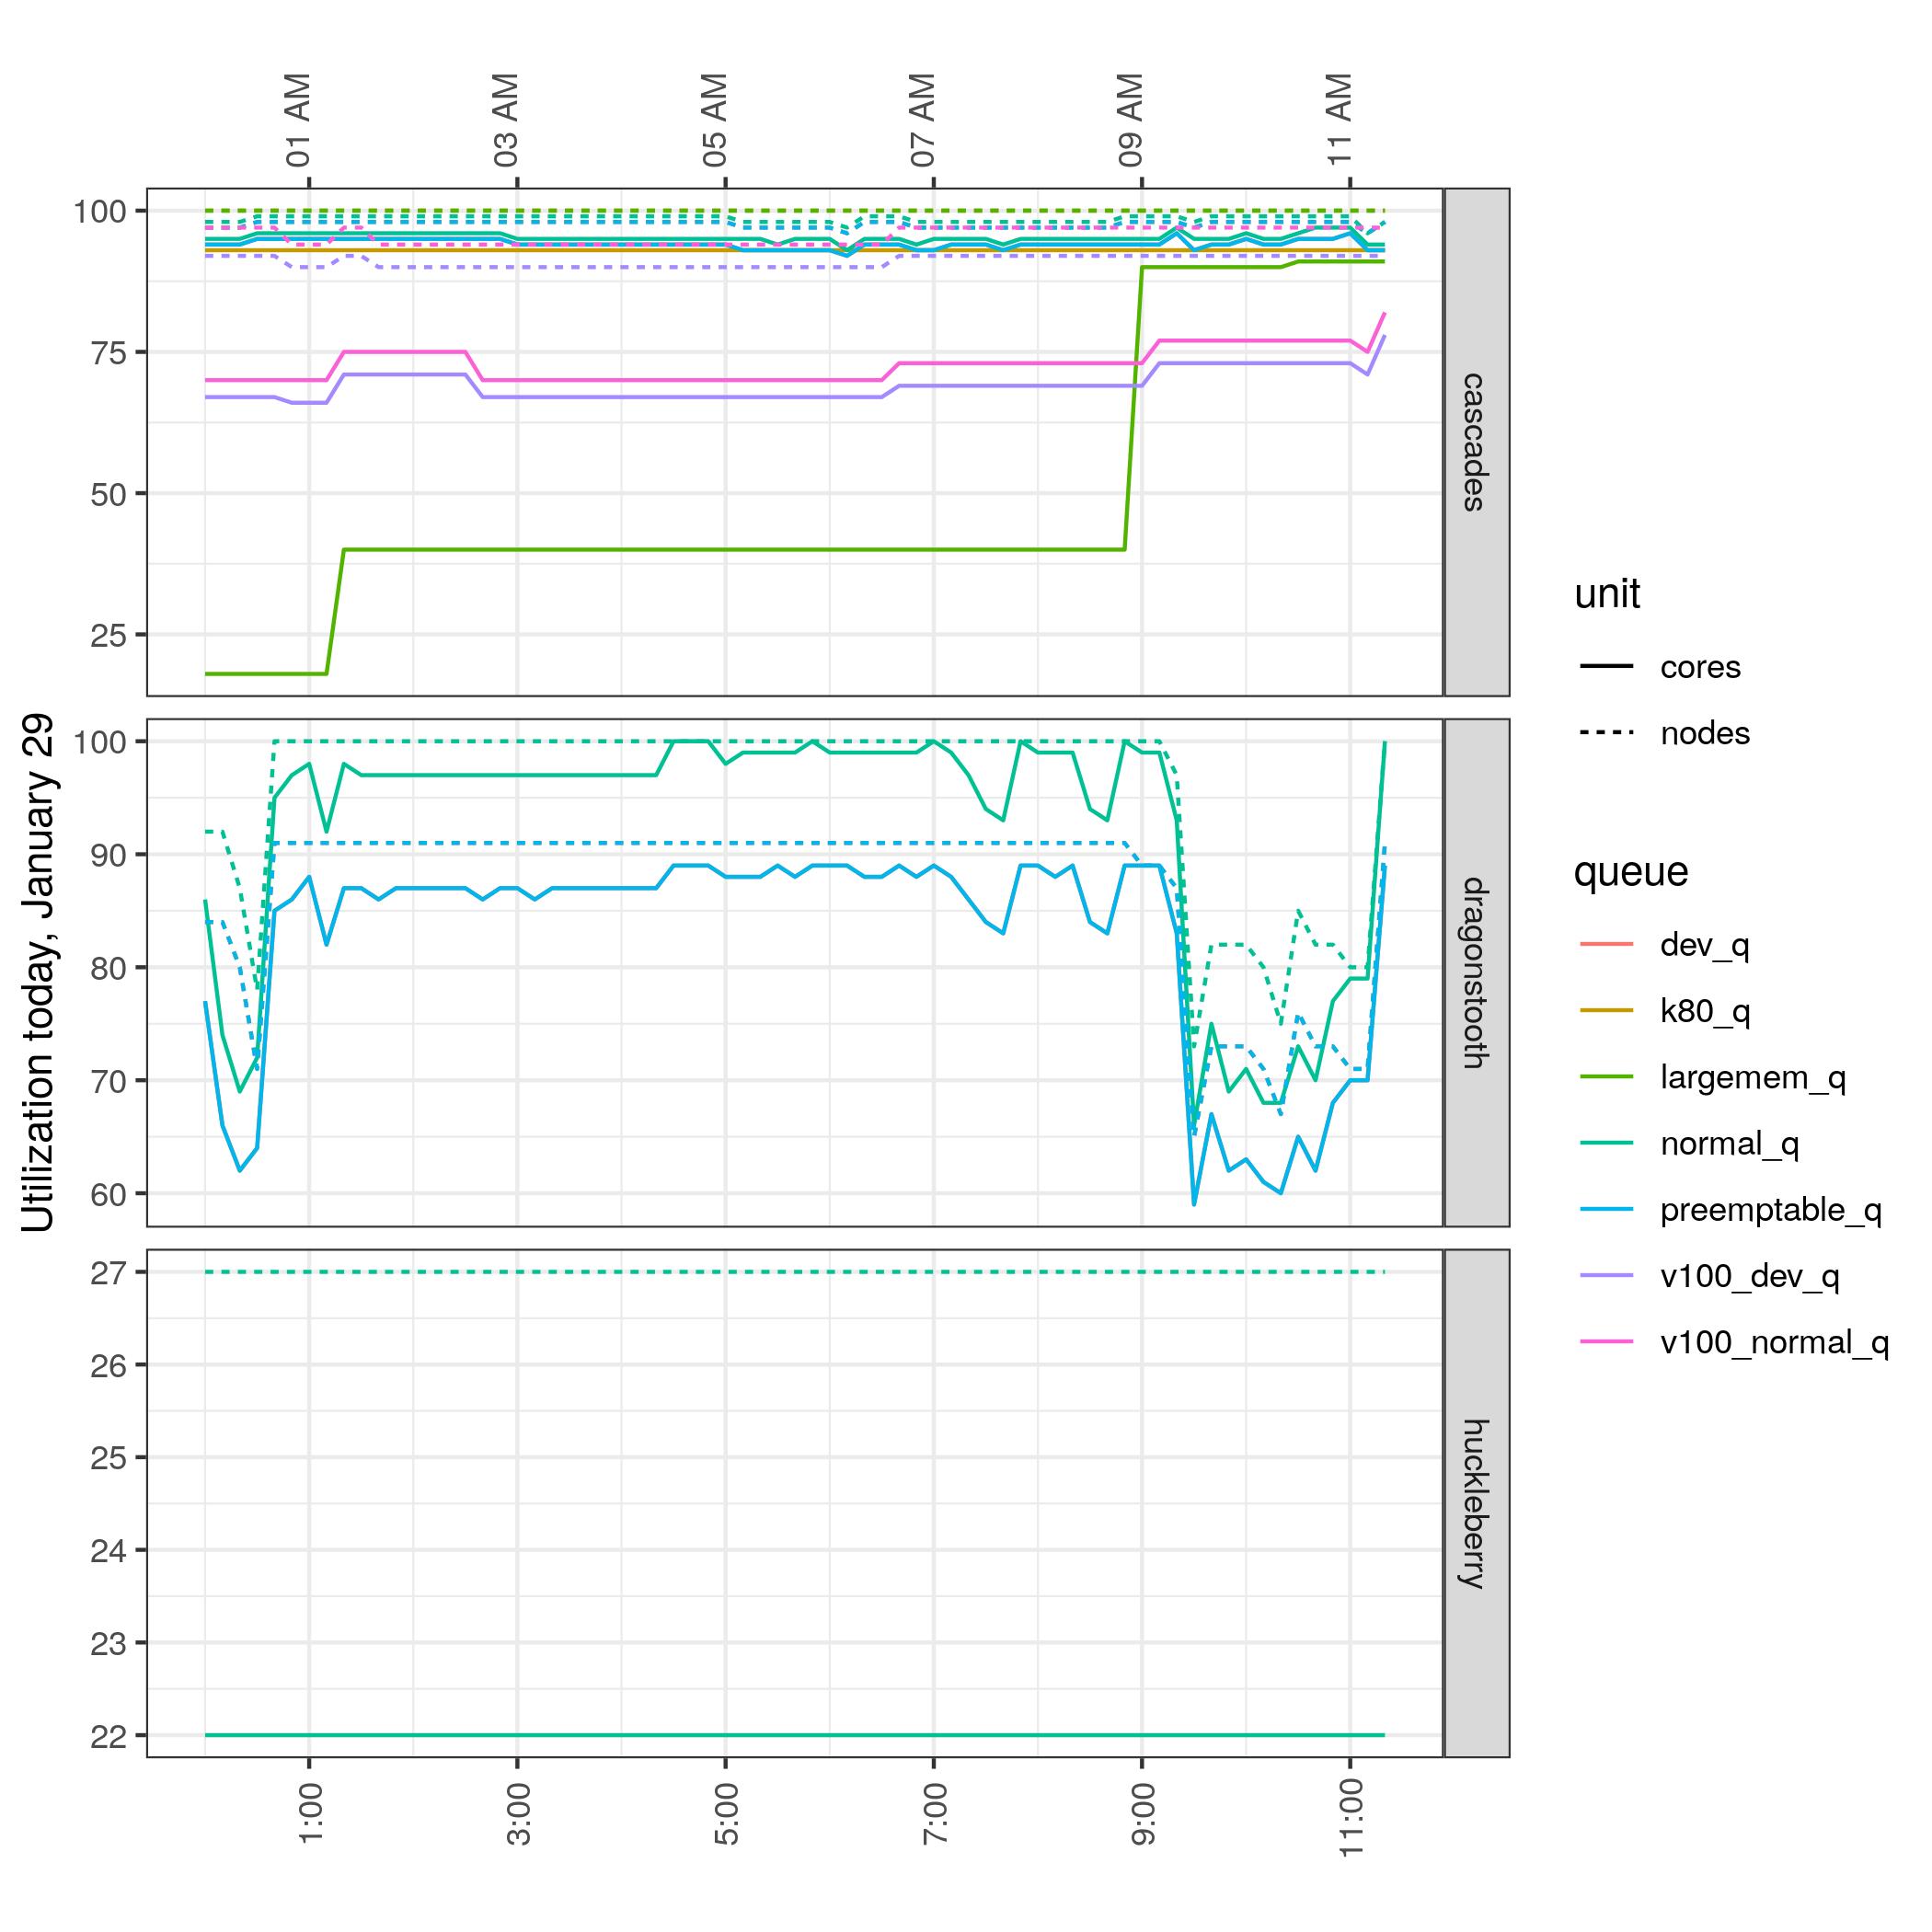 01 AM
03 AM
05 AM
07 AM
09 AM
11 AM
100
75
50
25
cascades
Utilization today, January 29
100
90
80
70
60
dragonstooth
27
26
25
24
23
22
huckleberry
1:00
3:00
5:00
7:00
9:00
11:00
unit
cores
nodes
queue
dev_q
k80_q
largemem_q
normal_q
preemptable_q
v100_dev_q
v100_normal_q